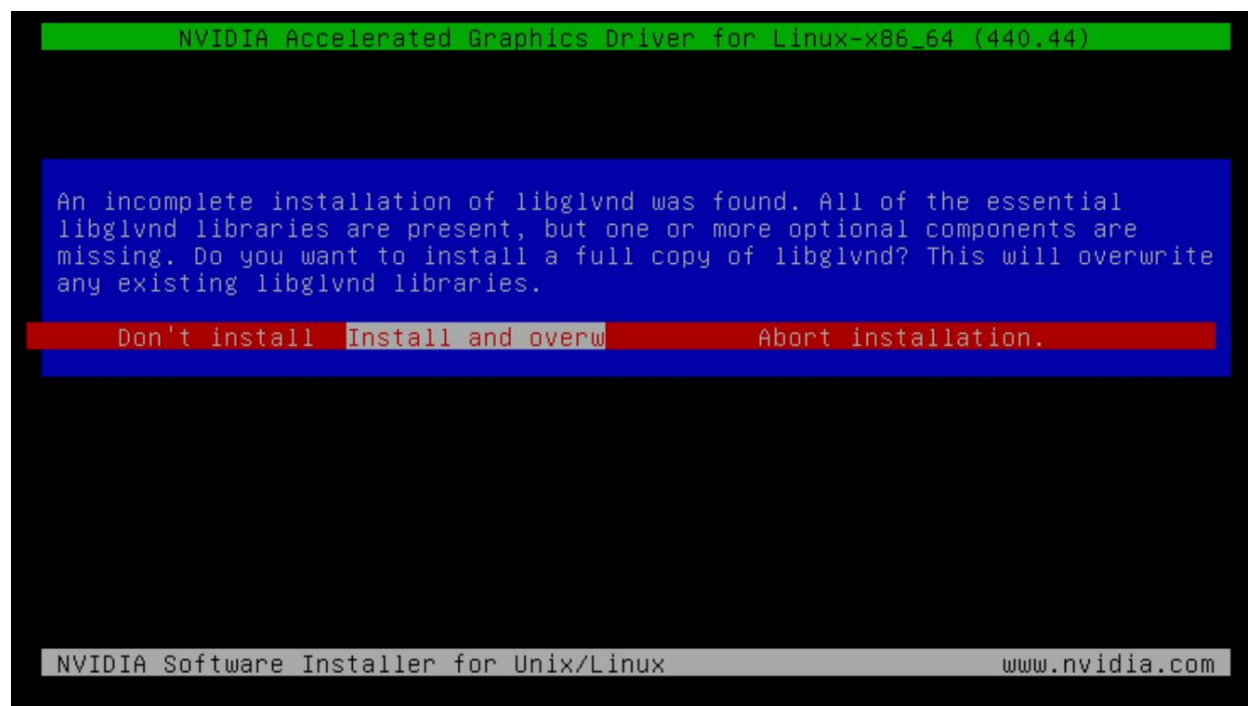 NVIDIA Accelerated Graphics Driver for Linux-x86_64 (440.44)
An incomplete installation of libglvnd was found. All of the essential
libglvnd libraries are present, but one or more optional components are
missing. Do you want to install a full copy of libglvnd? This will overwrite
any existing libglvnd libraries.
Don't install Install and overw Abort installation.
NVIDIA Software Installer for Unix/Linux www.nvidia.com